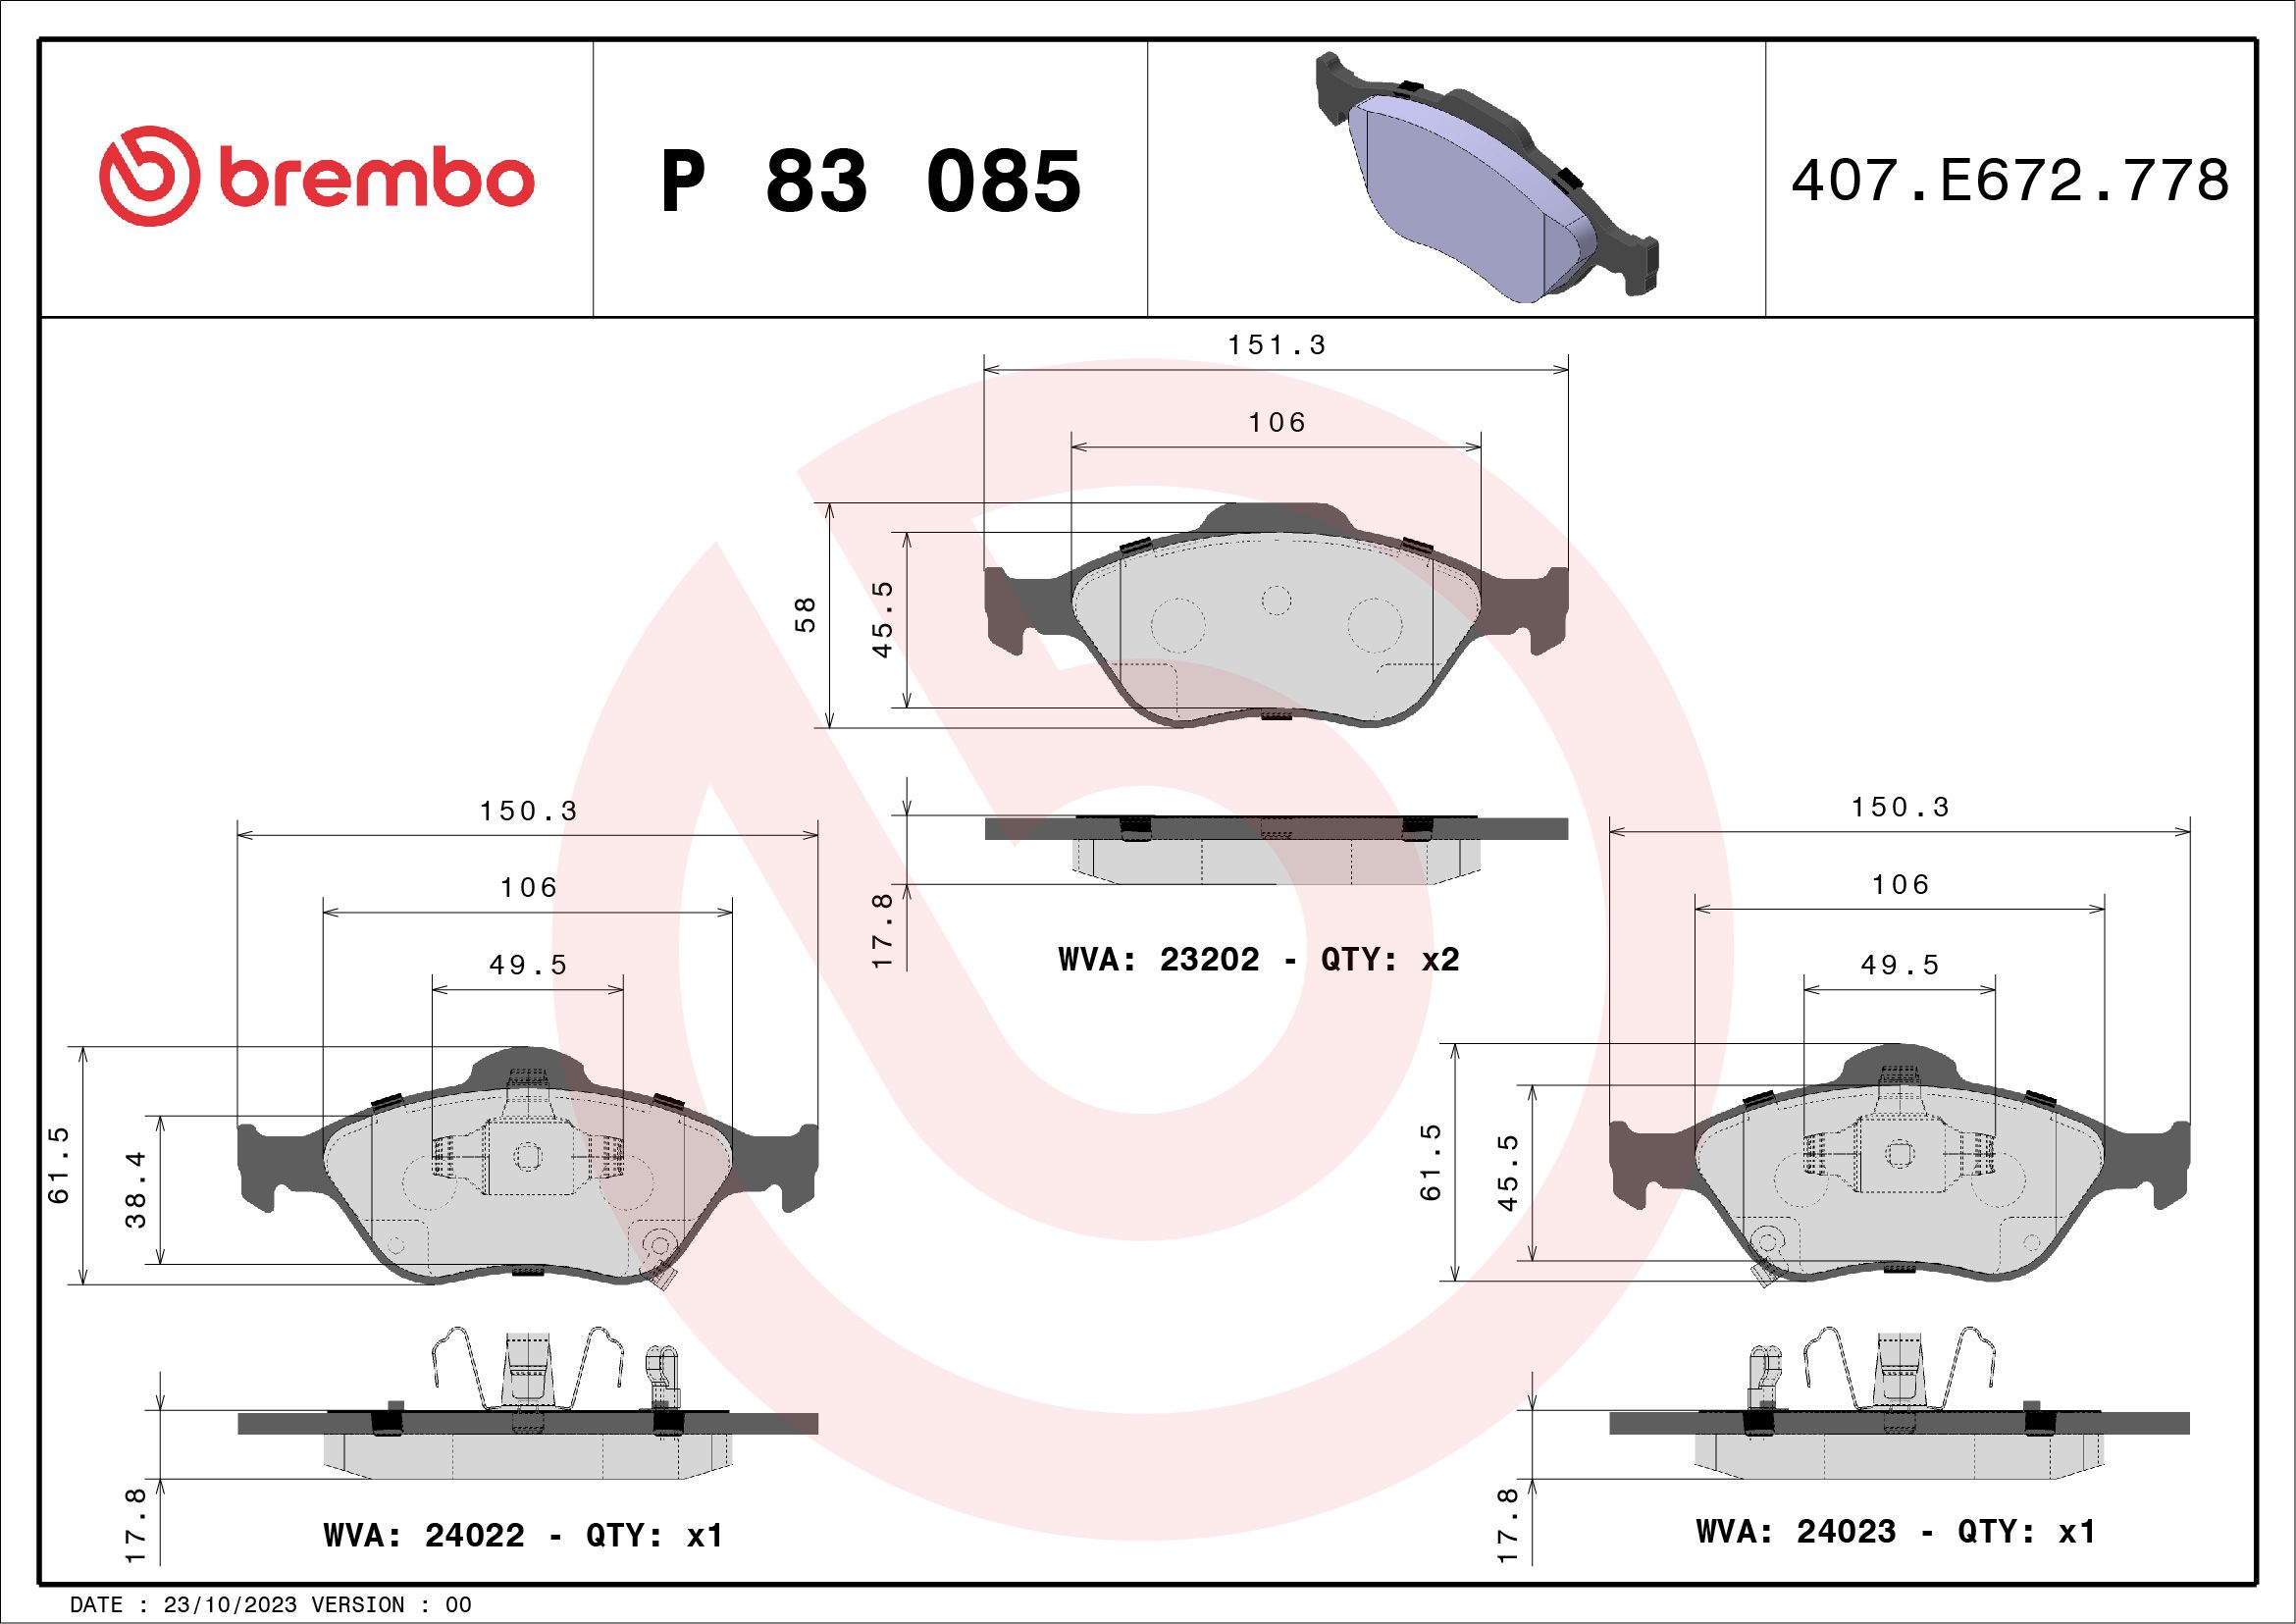 brembo
P 83 085
407.E672.778
151.3
106
58
45.5
17.8
WVA: 23202 - QTY: x2
150.3
106
49.5
61.5
38.4
17.8
WVA: 24022 - QTY: x1
150.3
106
49.5
61.5
45.5
17.8
WVA: 24023 - QTY: x1
DATE : 23/10/2023 VERSION : 00